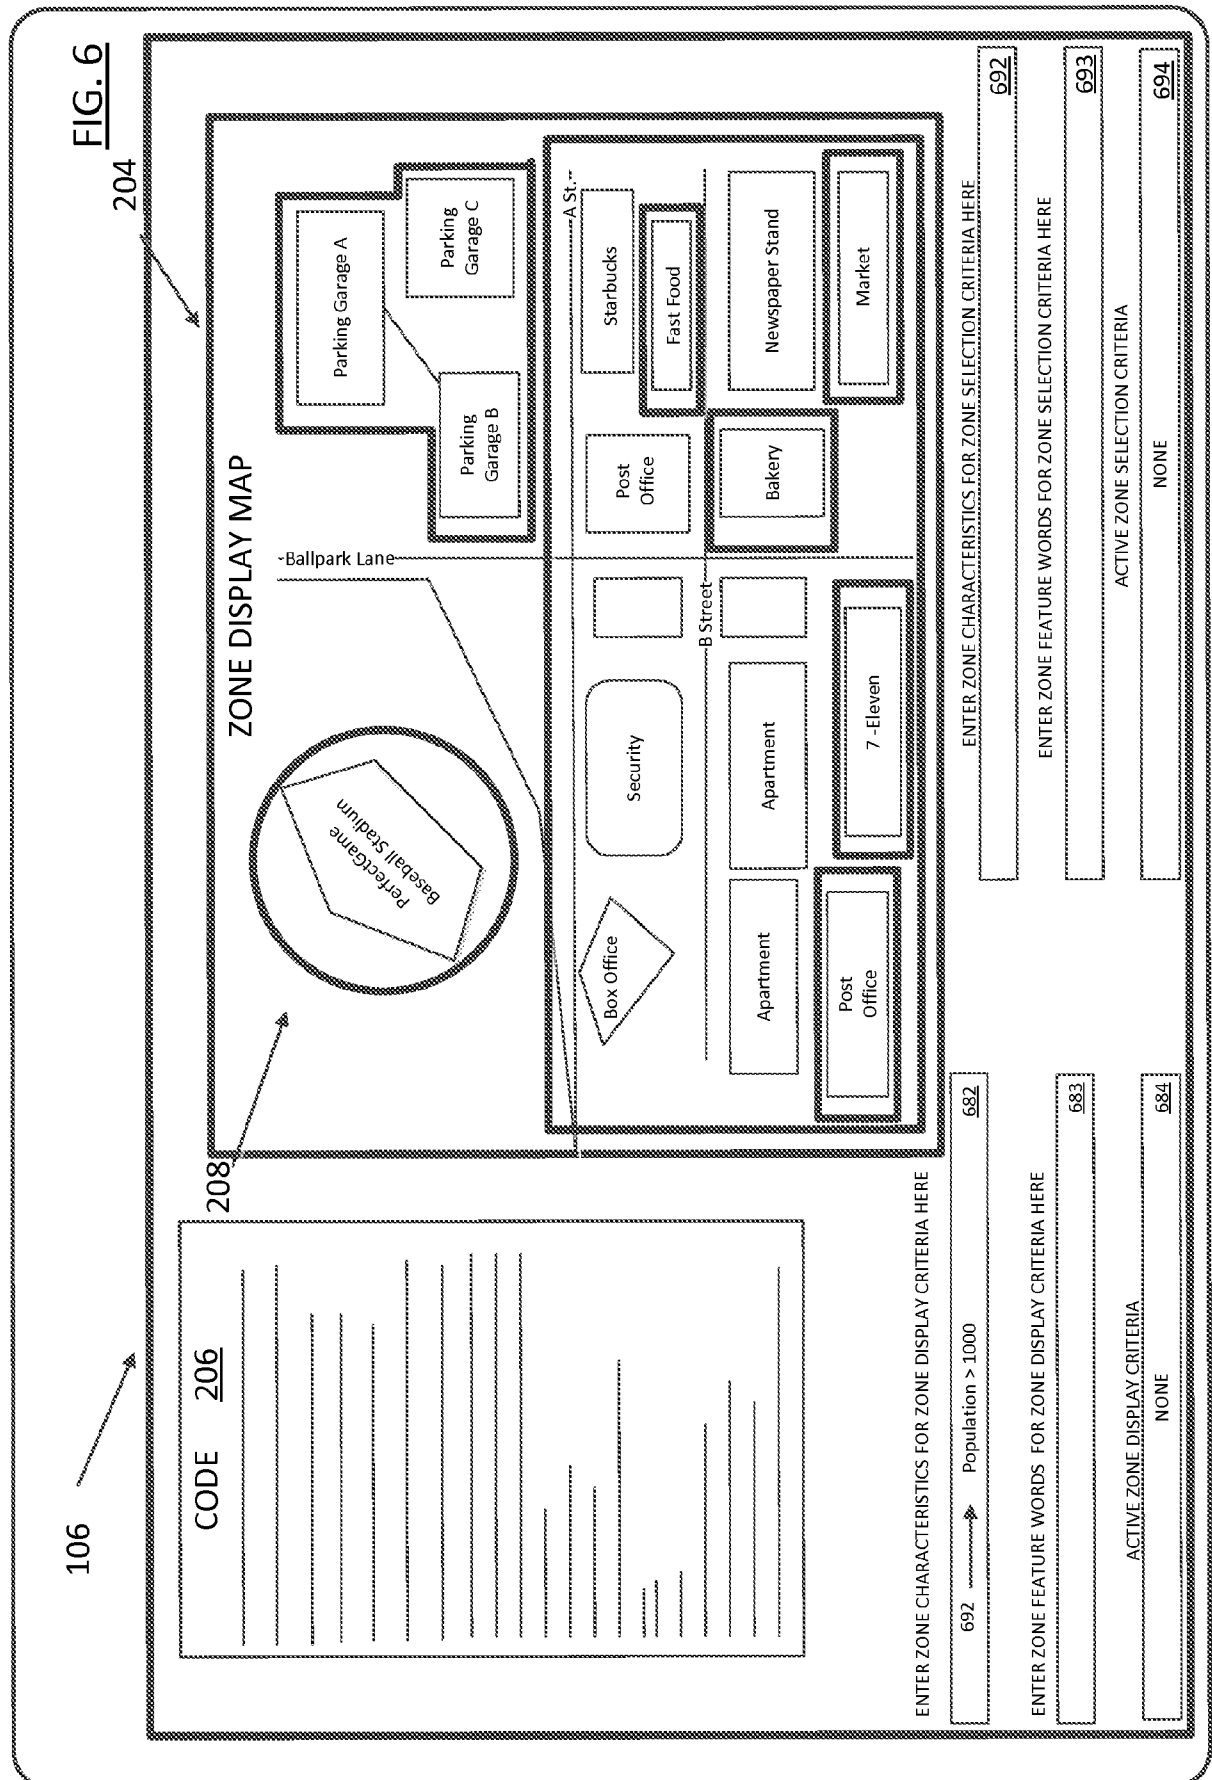 FIG. 6
106
204
CODE 206
208
ZONE DISPLAY MAP
PerfectGame
Baseball Stadium
-Ballpark Lane
Parking Garage A
Parking
Garage B
Parking
Garage C
A St.
Box Office
Security
Post
Office
Starbucks
Fast Food
B Street
Apartment
Apartment
Bakery
Newspaper Stand
Post
Office
7 -Eleven
Market
ENTER ZONE CHARACTERISTICS FOR ZONE DISPLAY CRITERIA HERE
692 Population > 1000 682
ENTER ZONE FEATURE WORDS FOR ZONE DISPLAY CRITERIA HERE
683
ACTIVE ZONE DISPLAY CRITERIA
NONE 684
ENTER ZONE CHARACTERISTICS FOR ZONE SELECTION CRITERIA HERE
692
ENTER ZONE FEATURE WORDS FOR ZONE SELECTION CRITERIA HERE
693
ACTIVE ZONE SELECTION CRITERIA
NONE 694